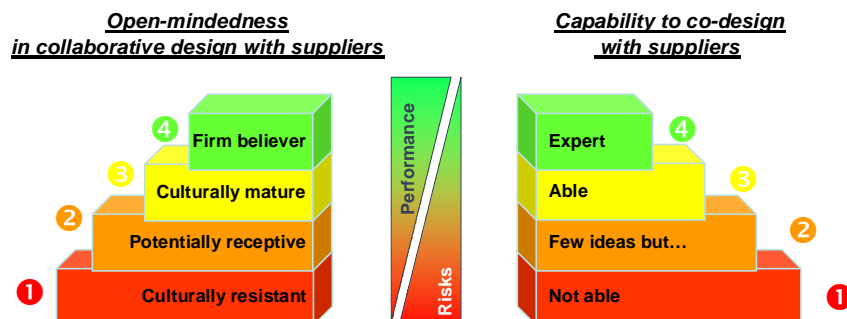 Open-mindedness
in collaborative design with suppliers
Capability to co-design
with suppliers
4 Firm believer
3 Culturally mature
2 Potentially receptive
1 Culturally resistant
Performance
Risks
Expert 4
Able 3
Few ideas but... 2
Not able 1